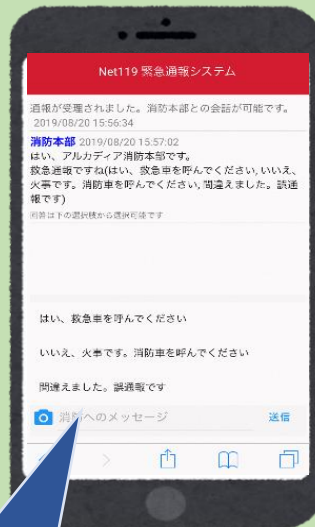 Net119 緊急通報システム
通報が受理されました。消防本部との会話が可能です。
2019/08/20 15:56:34
消防本部 2019/08/20 15:57:02
はい、アルカディア消防本部です。
救急通報ですね(はい、救急車を呼んでください, いいえ、
火事です。消防車を呼んでください, 間違えました。誤通
報です)
回答は下の選択肢から選択可能です
はい、救急車を呼んでください
いいえ、火事です。消防車を呼んでください
間違えました。誤通報です
消防へのメッセージ
送信